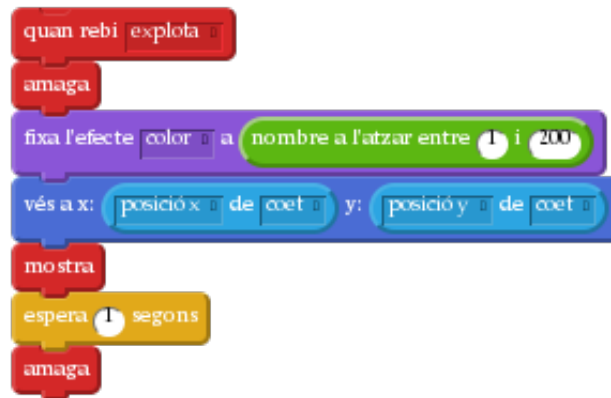 quan rebi explota
amaga
fixa l'efecte color a nombre a l'atzar entre 1 i 200
vés a x: posició x de coet y: posició y de coet
mostra
espera 1 segons
amaga